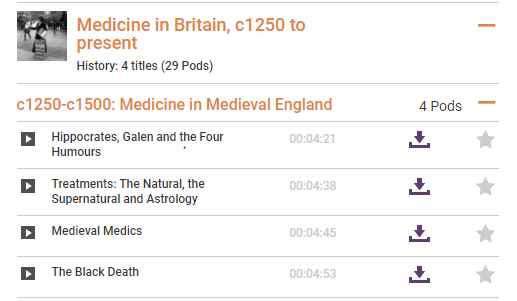 Medicine in Britain, c1250 to
present
History: 4 titles (29 Pods)
c1250-c1500: Medicine in Medieval England 4 Pods
Hippocrates, Galen and the Four
Humours
00:04:21
Treatments: The Natural, the
Supernatural and Astrology
00:04:38
Medieval Medics 00:04:45
The Black Death 00:04:53